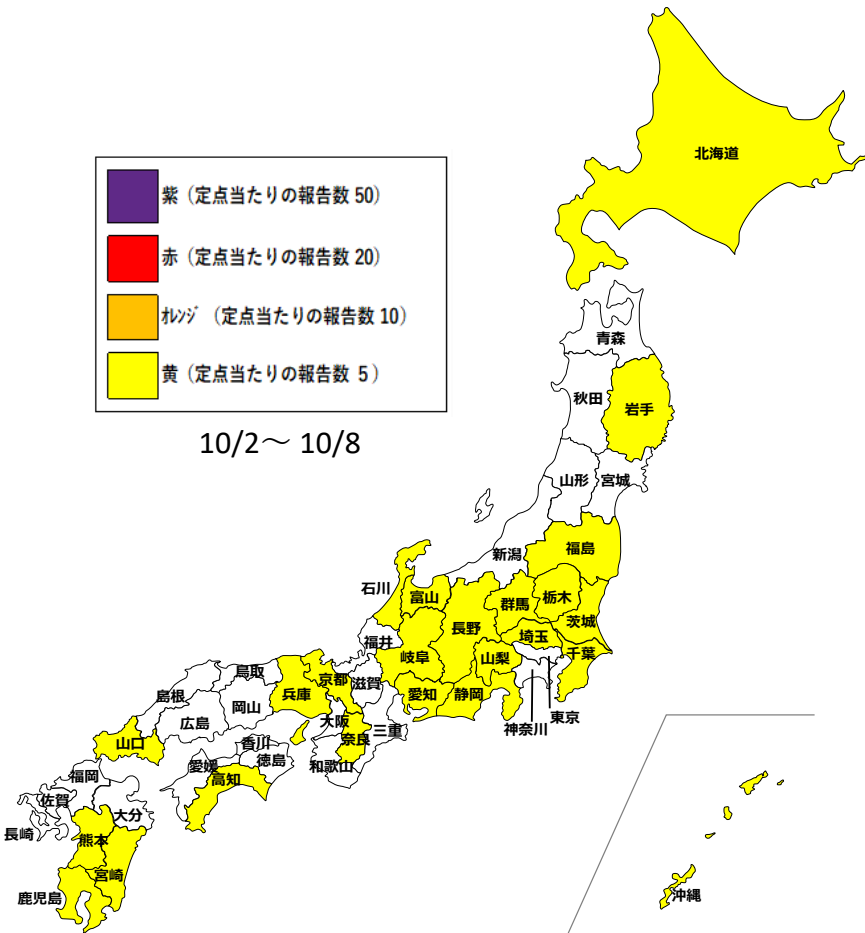 北海道
紫（定点当たりの報告数 50）
赤（定点当たりの報告数 20）
ｵﾚﾝｼﾞ （定点当たりの報告数 10）
黄（定点当たりの報告数 5 ）
10/2～ 10/8
青森
秋田
岩手
山形
宮城
新潟
福島
石川
富山
群馬
栃木
茨城
長野
埼玉
福井
岐阜
山梨
千葉
鳥取
京都
滋賀
兵庫
愛知
静岡
島根
岡山
広島
大阪
三重
神奈川
東京
山口
香川
奈良
徳島
和歌山
愛媛
高知
福岡
佐賀
大分
長崎
熊本
宮崎
鹿児島
沖縄